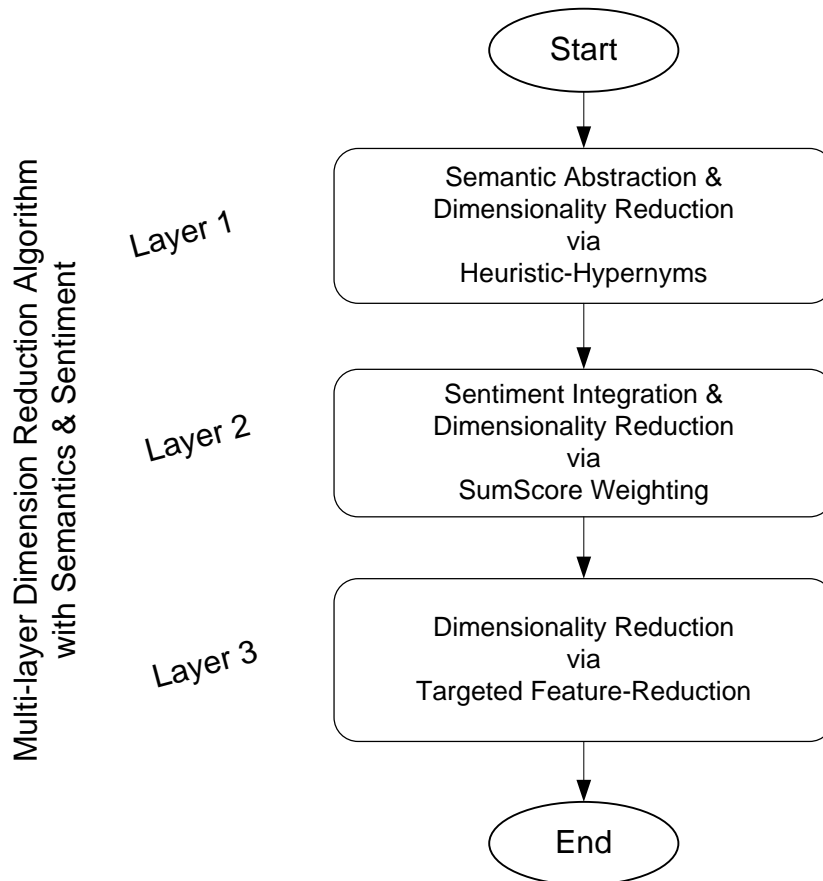 Start
Multi-layer Dimension Reduction Algorithm
with Semantics & Sentiment
Layer 1
Semantic Abstraction &
Dimensionality Reduction
via
Heuristic-Hypernyms
Layer 2
Sentiment Integration &
Dimensionality Reduction
via
SumScore Weighting
Layer 3
Dimensionality Reduction
via
Targeted Feature-Reduction
End